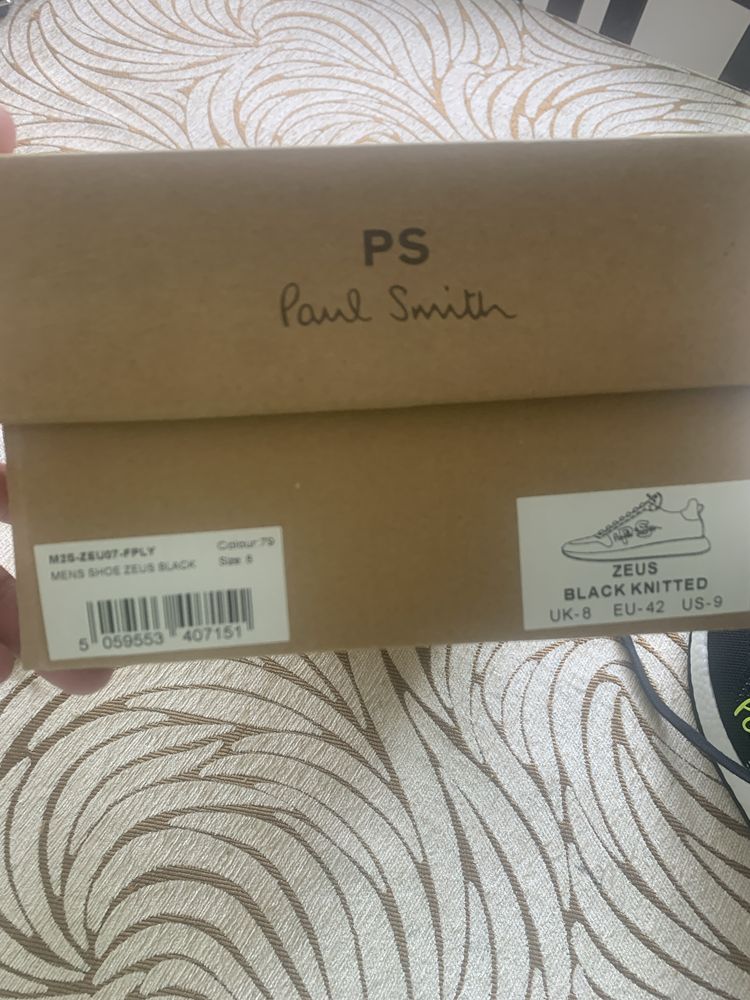 PS
Paul Smith
M2S-ZEU07-FPLY
Colour:79
MENS SHOE ZEUS BLACK
Size: 8
5 059553 407151
ZEUS
BLACK KNITTED
UK-8 EU-42 US-9